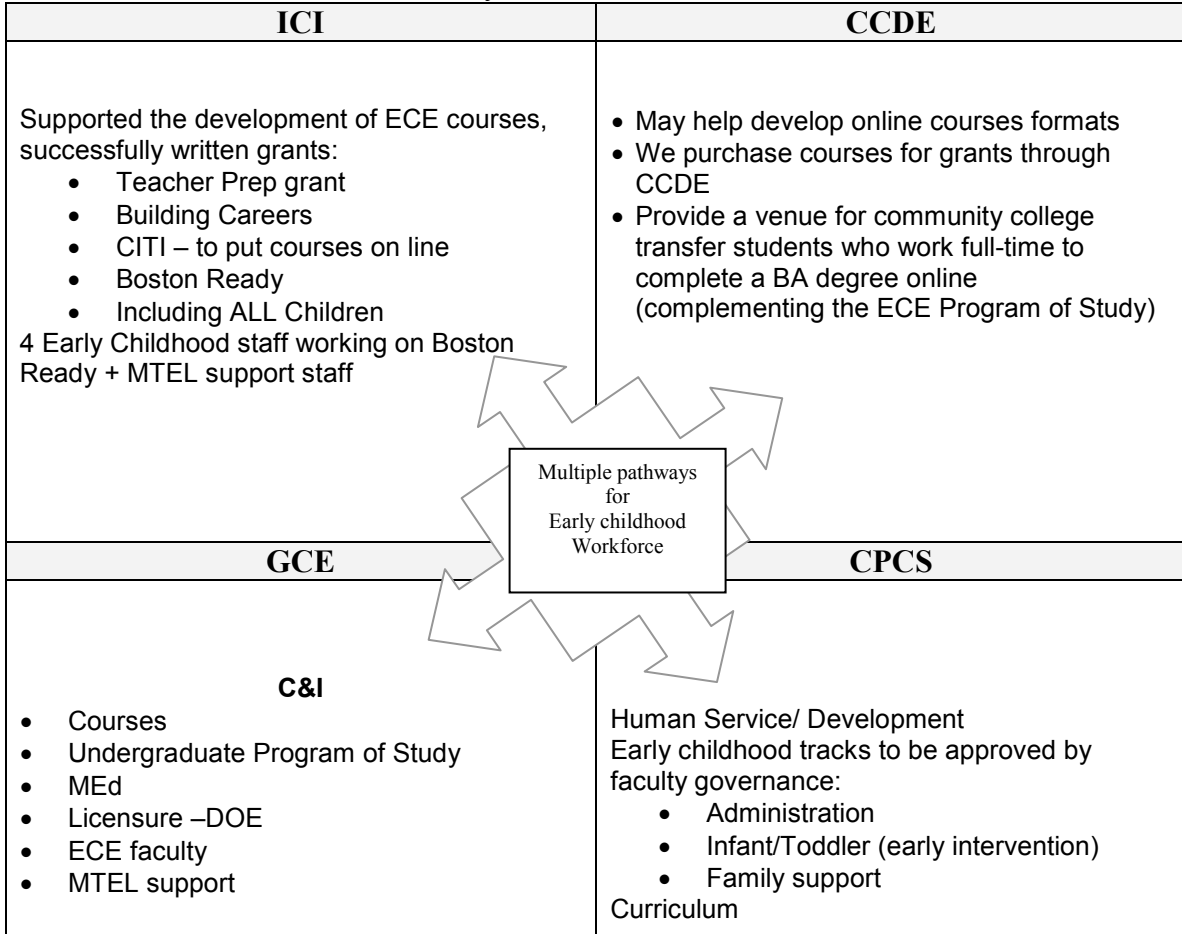 ICI
Supported the development of ECE courses,
successfully written grants:
• Teacher Prep grant
• Building Careers
• CITI – to put courses on line
• Boston Ready
• Including ALL Children
4 Early Childhood staff working on Boston
Ready + MTEL support staff
CCDE
• May help develop online courses formats
• We purchase courses for grants through
CCDE
• Provide a venue for community college
transfer students who work full-time to
complete a BA degree online
(complementing the ECE Program of Study)
Multiple pathways
for
Early childhood
Workforce
GCE
C&I
• Courses
• Undergraduate Program of Study
• MEd
• Licensure –DOE
• ECE faculty
• MTEL support
CPCS
Human Service/ Development
Early childhood tracks to be approved by
faculty governance:
• Administration
• Infant/Toddler (early intervention)
• Family support
Curriculum